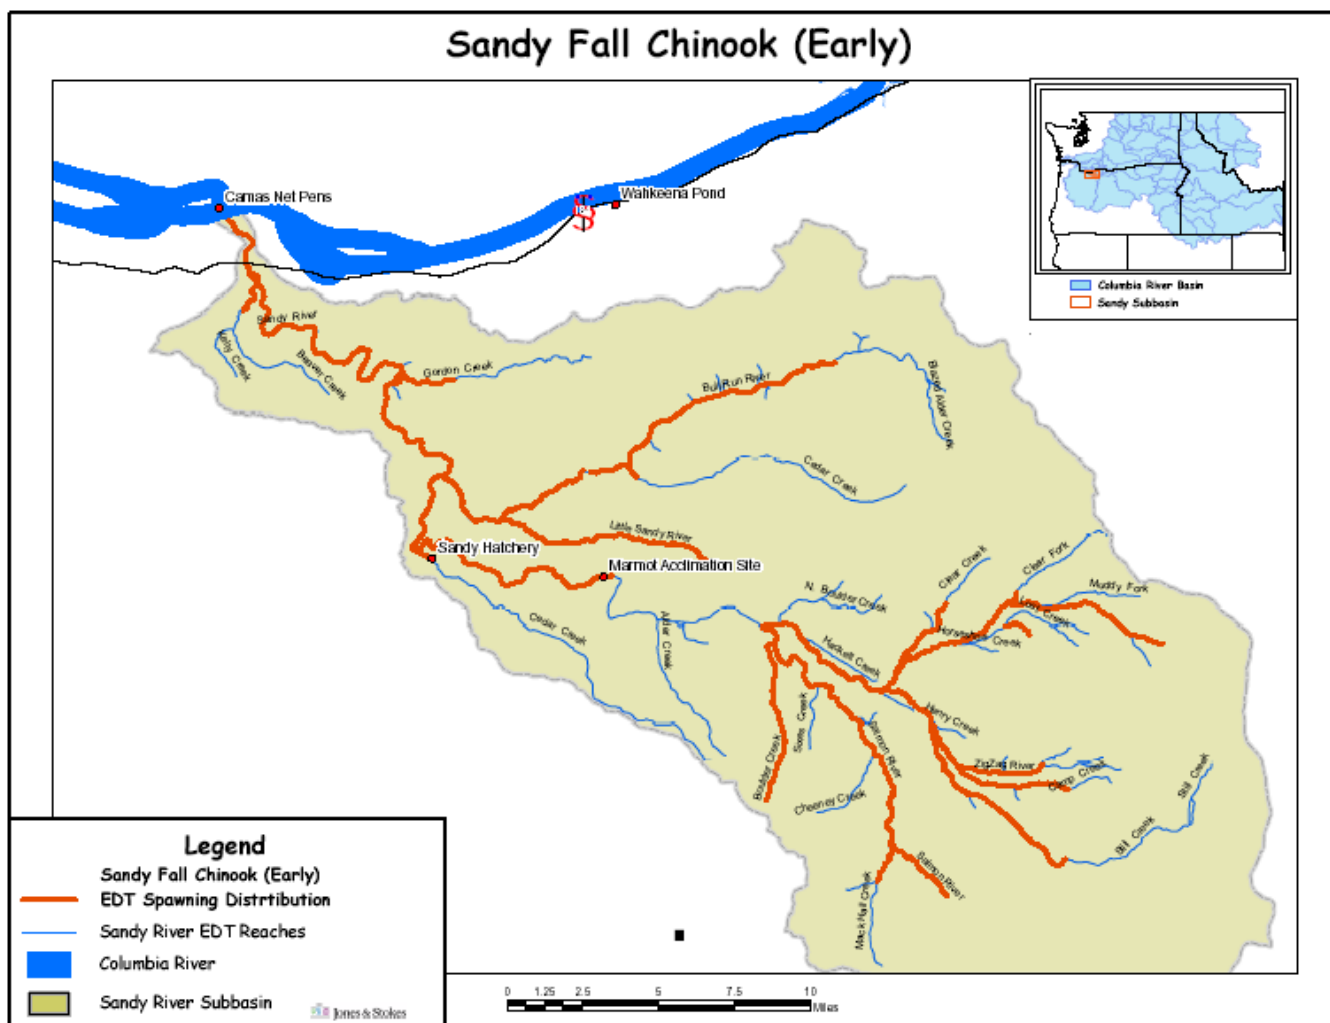 Sandy Fall Chinook (Early)
Camas Net Pens
Wahkeena Pond
Columbia River Basin
Sandy Subbasin
Sandy River
Kelly Creek
Beaver Creek
Gordon Creek
Bull Run River
Blazed Alder Creek
Cedar Creek
Little Sandy River
Sandy Hatchery
Marmot Acclimation Site
Cedar Creek
Alder Creek
N. Boulder Creek
Clear Creek
Clear Fork
Muddy Fork
Lost Creek
Horseshoe Creek
Hackett Creek
Henry Creek
Boulder Creek
Salmon River
Cheeney Creek
ZigZag River
Camp Creek
Still Creek
Still Creek
Salmon River
Mack Hall Creek
Legend
Sandy Fall Chinook (Early)
EDT Spawning Distrtibution
Sandy River EDT Reaches
Columbia River
Sandy River Subbasin
Jones & Stokes
0 1.25 2.5 5 7.5 10
Miles